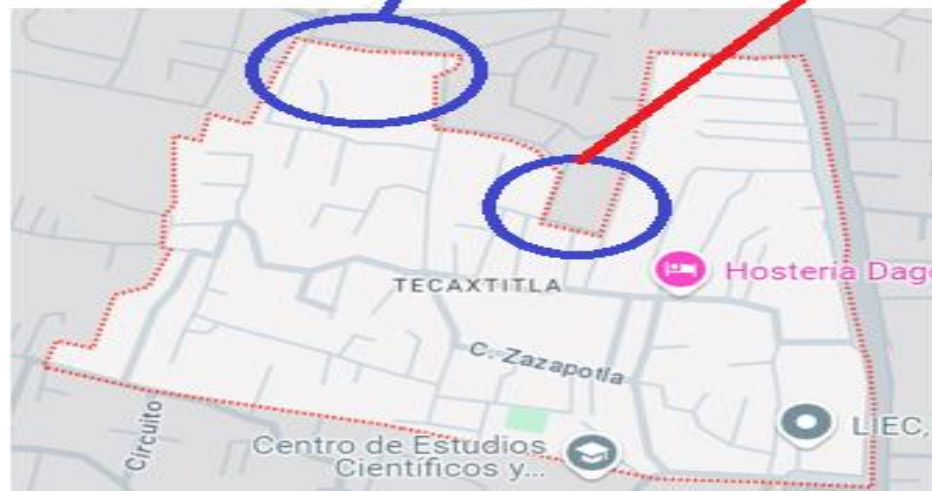 Hosteria Dago
TECAXTITLA
C. Zazapotla
LIEC,
Circuito
Centro de Estudios
Científicos y...